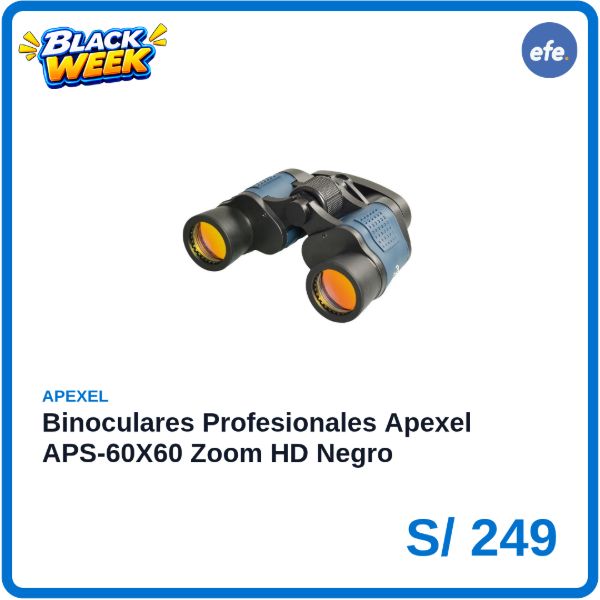 BLACK
WEEK
efe.
APEXEL
Binoculares Profesionales Apexel
APS-60X60 Zoom HD Negro
S/ 249